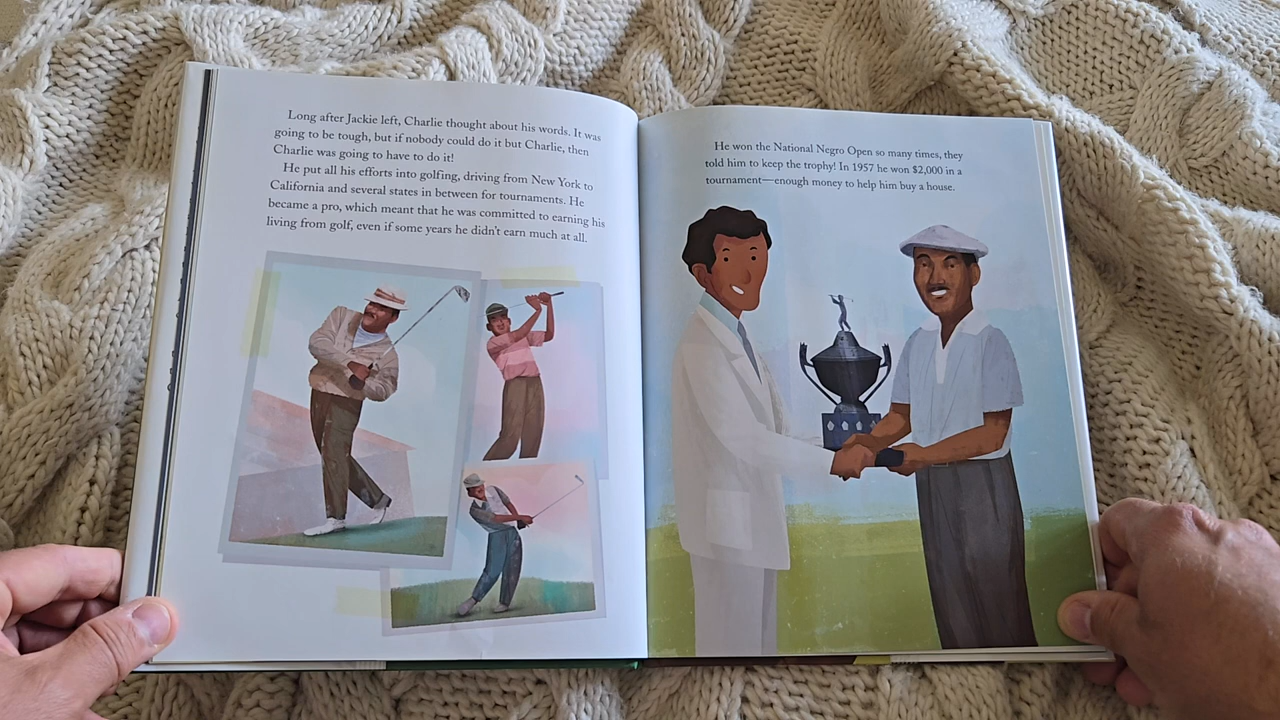 Long after Jackie left, Charlie thought about his words. It was
going to be tough, but if nobody could do it but Charlie, then
Charlie was going to have to do it!
He put all his efforts into golfing, driving from New York to
California and several states in between for tournaments. He
became a pro, which meant that he was committed to earning his
living from golf, even if some years he didn't earn much at all.
He won the National Negro Open so many times, they
told him to keep the trophy! In 1957 he won $2,000 in a
tournament—enough money to help him buy a house.